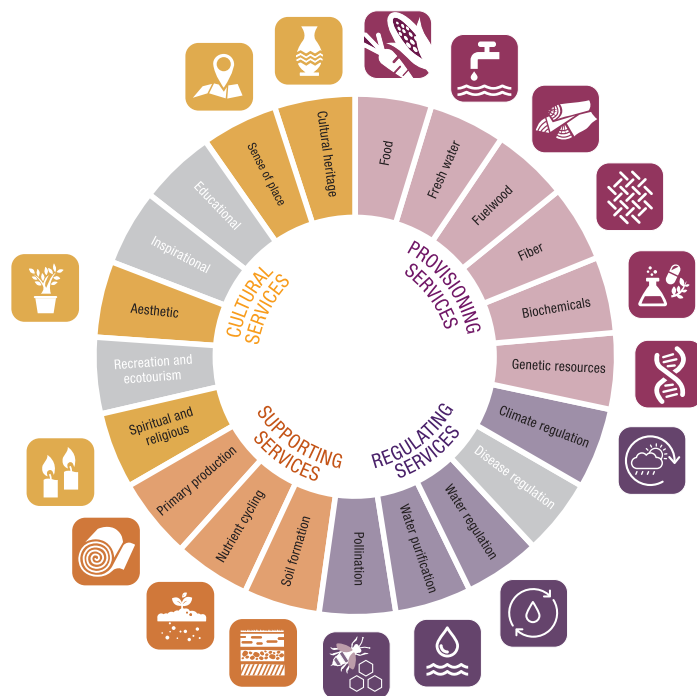 Food
Fresh water
Fuelwood
Fiber
Biochemicals
Genetic resources
Climate regulation
Disease regulation
Water regulation
Water purification
Pollination
Soil formation
Nutrient cycling
Primary production
Spiritual and
religious
Recreation and
ecotourism
Aesthetic
Inspirational
Educational
Sense of place
Cultural heritage
PROVISIONING
SERVICES
REGULATING
SERVICES
SUPPORTING
SERVICES
CULTURAL
SERVICES